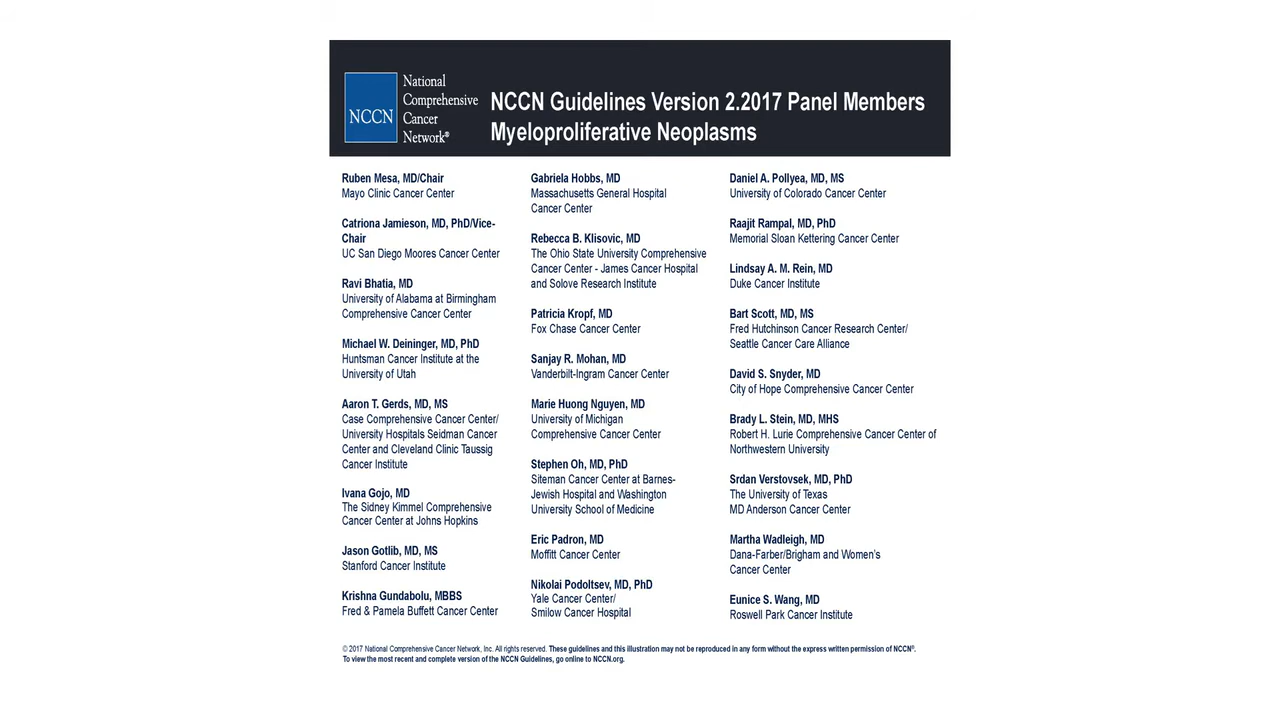 NCCN
National
Comprehensive
Cancer
Network®
NCCN Guidelines Version 2.2017 Panel Members
Myeloproliferative Neoplasms
Ruben Mesa, MD/Chair
Mayo Clinic Cancer Center
Catriona Jamieson, MD, PhD/Vice-
Chair
UC San Diego Moores Cancer Center
Ravi Bhatia, MD
University of Alabama at Birmingham
Comprehensive Cancer Center
Michael W. Deininger, MD, PhD
Huntsman Cancer Institute at the
University of Utah
Aaron T. Gerds, MD, MS
Case Comprehensive Cancer Center/
University Hospitals Seidman Cancer
Center and Cleveland Clinic Taussig
Cancer Institute
Ivana Gojo, MD
The Sidney Kimmel Comprehensive
Cancer Center at Johns Hopkins
Jason Gotlib, MD, MS
Stanford Cancer Institute
Krishna Gundabolu, MBBS
Fred & Pamela Buffett Cancer Center
Gabriela Hobbs, MD
Massachusetts General Hospital
Cancer Center
Rebecca B. Klisovic, MD
The Ohio State University Comprehensive
Cancer Center - James Cancer Hospital
and Solove Research Institute
Patricia Kropf, MD
Fox Chase Cancer Center
Sanjay R. Mohan, MD
Vanderbilt-Ingram Cancer Center
Marie Huong Nguyen, MD
University of Michigan
Comprehensive Cancer Center
Stephen Oh, MD, PhD
Siteman Cancer Center at Barnes-
Jewish Hospital and Washington
University School of Medicine
Eric Padron, MD
Moffitt Cancer Center
Nikolai Podoltsev, MD, PhD
Yale Cancer Center/
Smilow Cancer Hospital
Daniel A. Pollyea, MD, MS
University of Colorado Cancer Center
Raajit Rampal, MD, PhD
Memorial Sloan Kettering Cancer Center
Lindsay A. M. Rein, MD
Duke Cancer Institute
Bart Scott, MD, MS
Fred Hutchinson Cancer Research Center/
Seattle Cancer Care Alliance
David S. Snyder, MD
City of Hope Comprehensive Cancer Center
Brady L. Stein, MD, MHS
Robert H. Lurie Comprehensive Cancer Center of
Northwestern University
Srdan Verstovsek, MD, PhD
The University of Texas
MD Anderson Cancer Center
Martha Wadleigh, MD
Dana-Farber/Brigham and Women's
Cancer Center
Eunice S. Wang, MD
Roswell Park Cancer Institute
© 2017 National Comprehensive Cancer Network, Inc. All rights reserved. These guidelines and this illustration may not be reproduced in any form without the express written permission of NCCN®.
To view the most recent and complete version of the NCCN Guidelines, go online to NCCN.org.